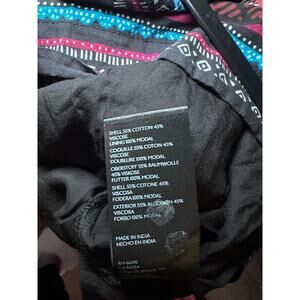 SHELL 55% COTTON 45%
VISCOSE
LINING 100% MODAL
COQUILLE 55% COTON 45%
VISCOSE
DOUBLURE 100% MODAL
OBERSTOFF 55% BAUMWOLLE
45% VISKOSE
FUTTER 100% MODAL
SHELL 55% COTONE 45%
VISCOSA
FODERA 100% MODAL
EXTERIOR 55% ALGODON 45%
VISCOSA
FORRO 100% MODAL
MADE IN INDIA
HECHO EN INDIA
RN 66170